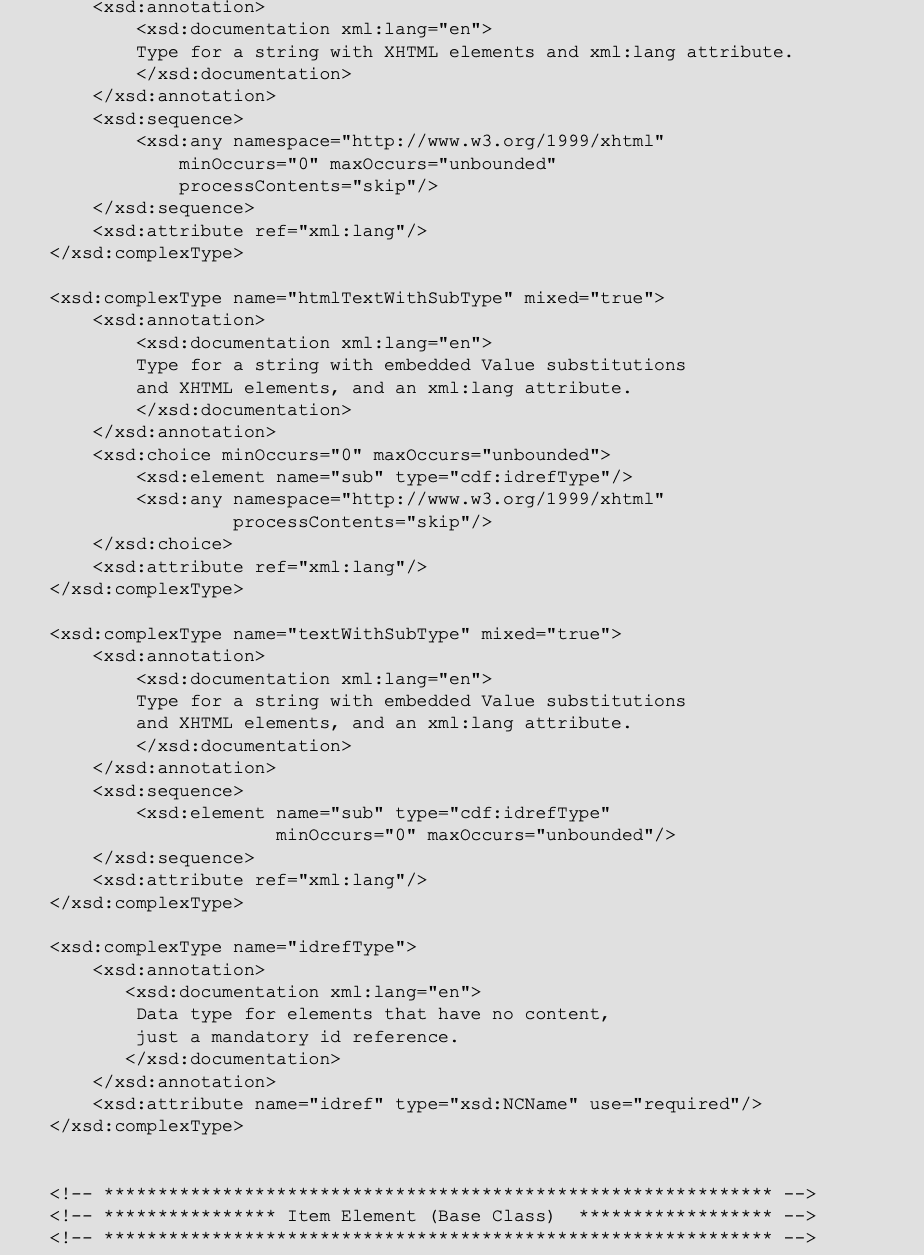 <xsd:annotation>
<xsd:documentation xml:lang="en">
Type for a string with XHTML elements and xml:lang attribute.
</xsd:documentation>
</xsd:annotation>
<xsd:sequence>
<xsd:any namespace="http://www.w3.org/1999/xhtml"
minOccurs="0" maxOccurs="unbounded"
processContents="skip"/>
</xsd:sequence>
<xsd:attribute ref="xml:lang"/>
</xsd:complexType>
<xsd:complexType name="htmlTextWithSubType" mixed="true">
<xsd:annotation>
<xsd:documentation xml:lang="en">
Type for a string with embedded Value substitutions
and XHTML elements, and an xml:lang attribute.
</xsd:documentation>
</xsd:annotation>
<xsd:choice minOccurs="0" maxOccurs="unbounded">
<xsd:element name="sub" type="cdf:idrefType"/>
<xsd:any namespace="http://www.w3.org/1999/xhtml"
processContents="skip"/>
</xsd:choice>
<xsd:attribute ref="xml:lang"/>
</xsd:complexType>
<xsd:complexType name="textWithSubType" mixed="true">
<xsd:annotation>
<xsd:documentation xml:lang="en">
Type for a string with embedded Value substitutions
and XHTML elements, and an xml:lang attribute.
</xsd:documentation>
</xsd:annotation>
<xsd:sequence>
<xsd:element name="sub" type="cdf:idrefType"
minOccurs="0" maxOccurs="unbounded"/>
</xsd:sequence>
<xsd:attribute ref="xml:lang"/>
</xsd:complexType>
<xsd:complexType name="idrefType">
<xsd:annotation>
<xsd:documentation xml:lang="en">
Data type for elements that have no content,
just a mandatory id reference.
</xsd:documentation>
</xsd:annotation>
<xsd:attribute name="idref" type="xsd:NCName" use="required"/>
</xsd:complexType>
<!-- ************************************************************** -->
<!-- **************** Item Element (Base Class)  ****************** -->
<!-- ************************************************************** -->